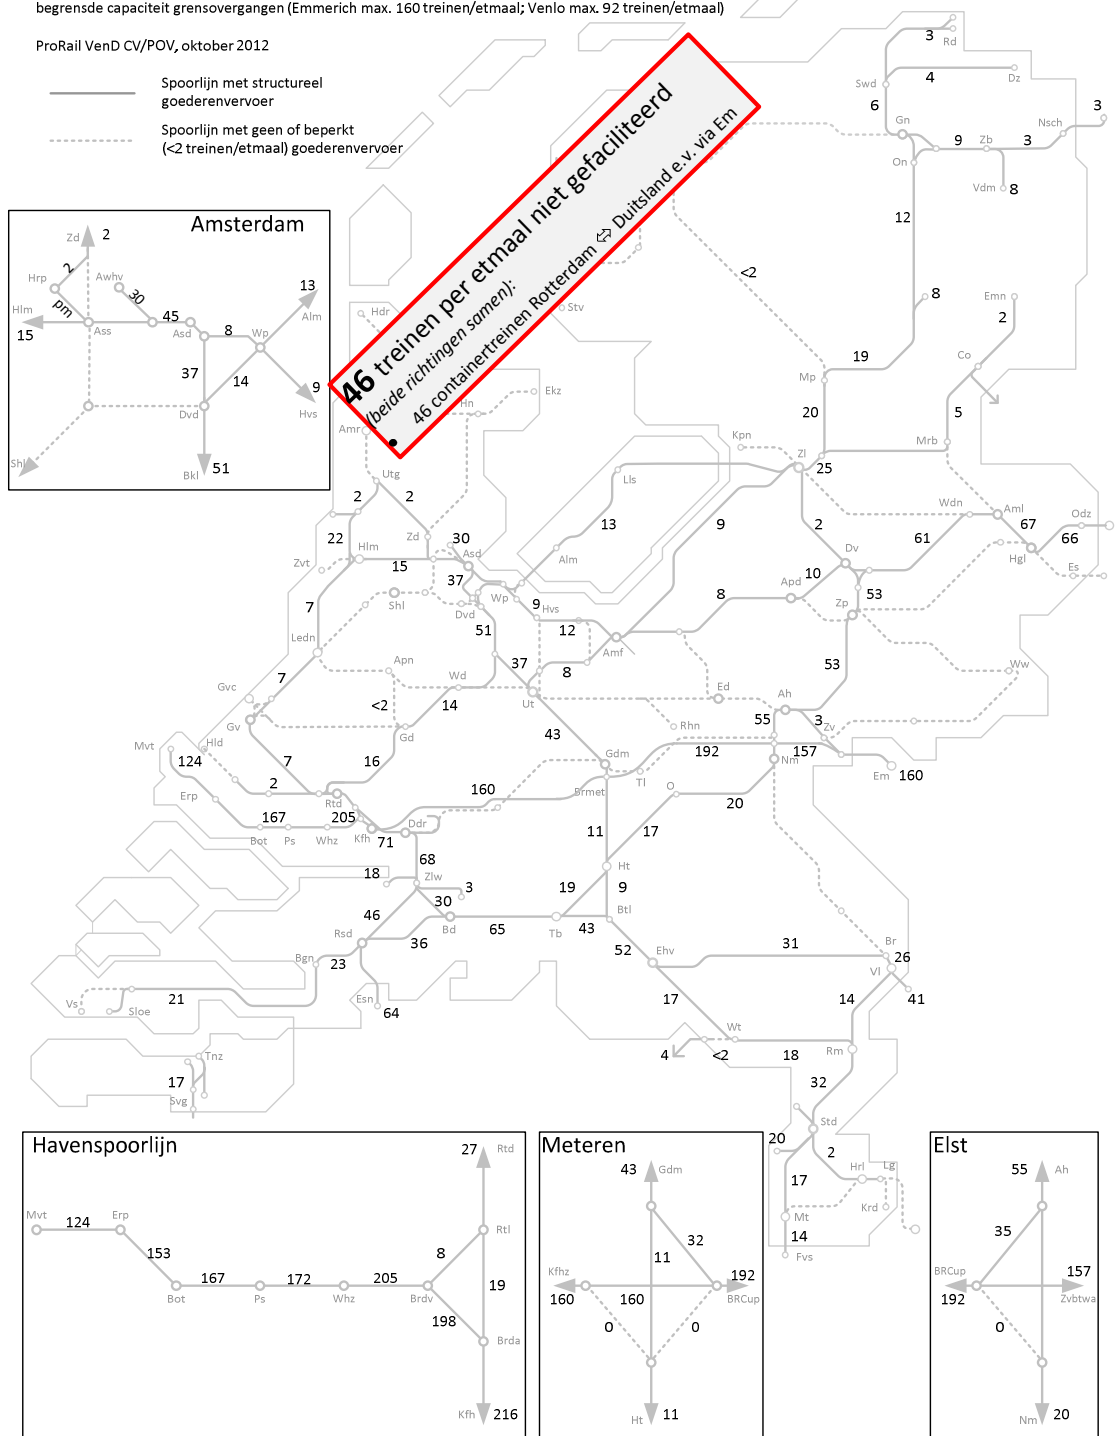 begrensde capaciteit grensovergangen (Emmerich max. 160 treinen/etmaal; Venlo max. 92 treinen/etmaal)
ProRail VenD CV/POV, oktober 2012
Spoorlijn met structureel
goederenvervoer
Spoorlijn met geen of beperkt
(<2 treinen/etmaal) goederenvervoer
46 treinen per etmaal niet gefaciliteerd
(beide richtingen samen):
• 46 containertreinen Rotterdam ⬄ Duitsland e.v. via Em
Amsterdam
Zd 2
Hrp 2
Awhv 30
pm
Hlm 15
Ass
45
Asd
8
Wp
13
Alm
37
14
9
Hvs
Dvd
Shl
Bkl 51
3 Rd
4 Dz
Swd
6
Gn
9 Zb 3 Nsch 3
On
Vdm 8
12
<2
8
Emn
2
Hdr
Stv
19
Co
Mp
20
5
Hn
Ekz
Amr
Kpn
Mrb
Zl 25
Utg
Lls
2 2
9
Wdn
Aml
67
Odz
66
22
Zd
30
13
2
61
Hgl
Hlm
15
Asd
Alm
Dv
Es
Zvt
37
10
Apd
53
7
Shl
Dvd
Wp
9
Hvs
8
Zp
Ledn
51
12
Amf
53
Apn
37
8
Ww
Gvc
7
Wd
14
Ut
Ed
Ah
<2
Gv
Gd
43
Rhn
55
3
Zv
Mvt
124
Hld
192
157
7
16
Gdm
Nm
Em 160
Erp
2
160
Tl
Brmet
O
20
Rtd
167
205
Ddr
Bot Ps Whz Kfh
71
11
17
68
18
Zlw
3
Ht
30
19
9
46
Bd
65
Tb
43
Btl
Rsd
36
52
Ehv
31
Br
26
Bgn
23
Vl
41
Vs
21
Sloe
Esn
64
17
14
Wt
<2
4
18
Rm
Tnz
17
Svg
32
Std
20
2
17
Hrl
Lg
Krd
Mt
14
Fvs
Havenspoorlijn
27 Rtd
Mvt 124 Erp
Rtl
153
8
167 172 205
19
Bot Ps Whz Brdv
198
Brda
Kfh 216
Meteren
43 Gdm
32
11
Kfhz
192
160 160
BRCup
0 0
Ht 11
Elst
55 Ah
35
BRCup
157
192
Zvbtwa
0
Nm 20